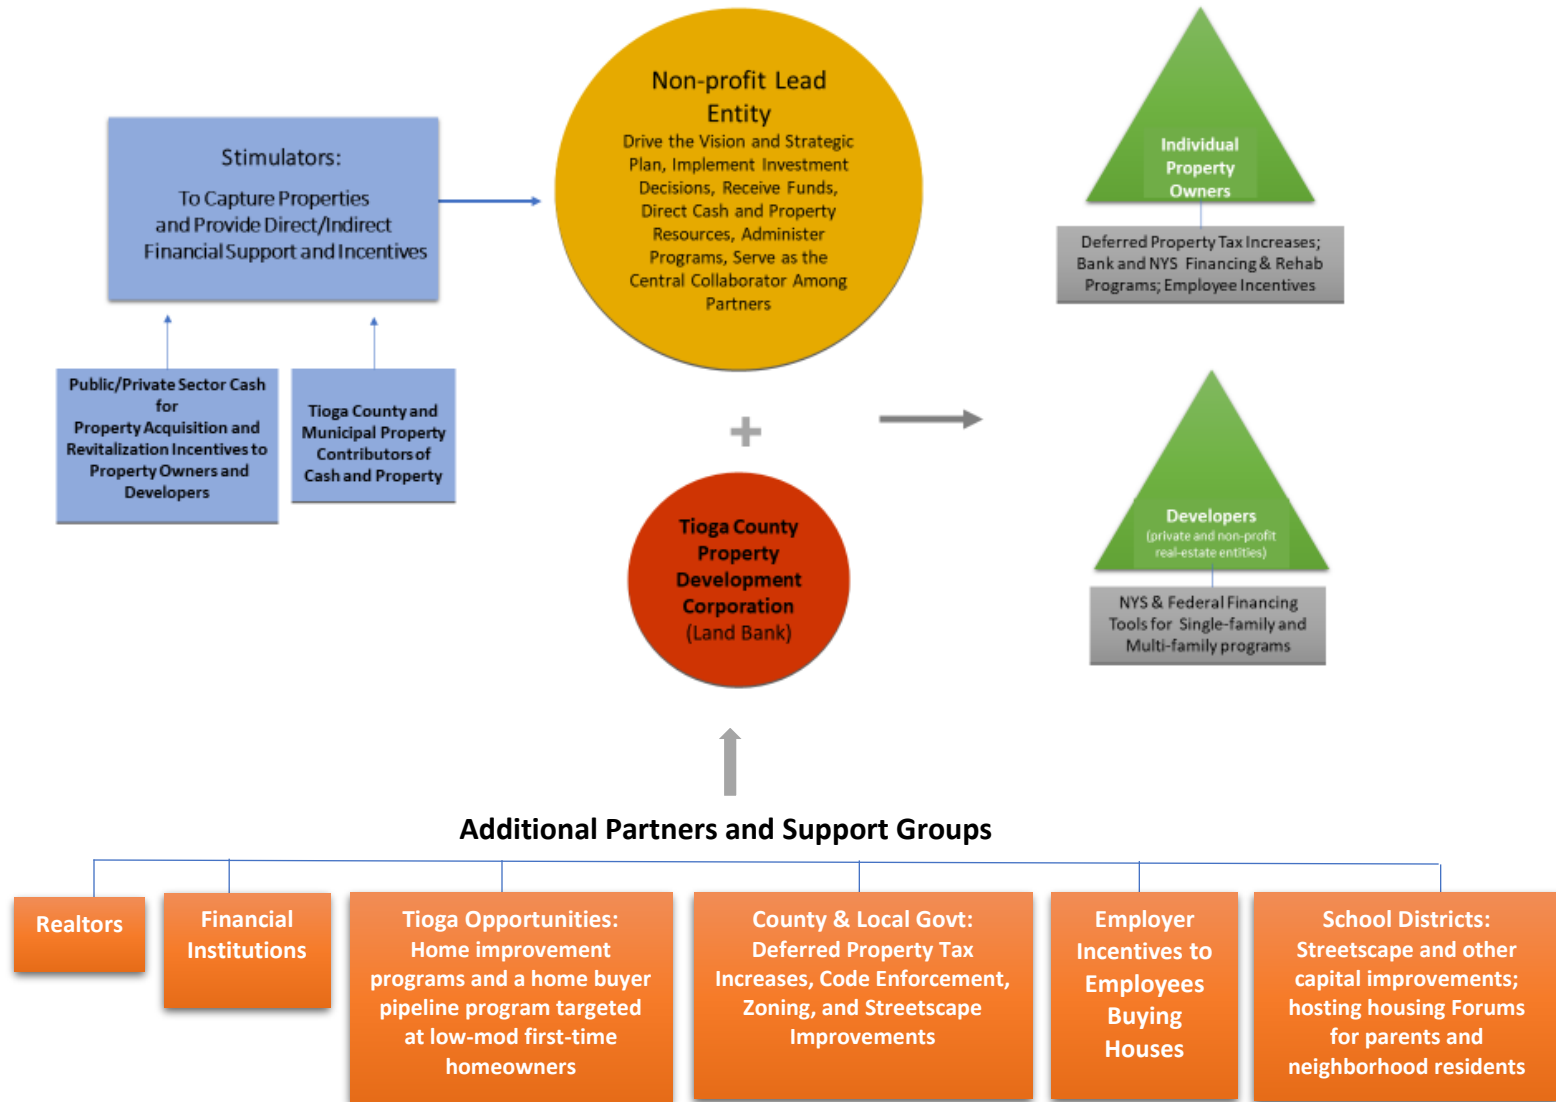 Stimulators:
To Capture Properties
and Provide Direct/Indirect
Financial Support and Incentives
Public/Private Sector Cash
for
Property Acquisition and
Revitalization Incentives to
Property Owners and
Developers
Tioga County and
Municipal Property
Contributors of
Cash and Property
Non-profit Lead
Entity
Drive the Vision and Strategic
Plan, Implement Investment
Decisions, Receive Funds,
Direct Cash and Property
Resources, Administer
Programs, Serve as the
Central Collaborator Among
Partners
+
Tioga County
Property
Development
Corporation
(Land Bank)
Individual
Property
Owners
Deferred Property Tax Increases;
Bank and NYS Financing & Rehab
Programs; Employee Incentives
Developers
(private and non-profit
real-estate entities)
NYS & Federal Financing
Tools for Single-family and
Multi-family programs
Additional Partners and Support Groups
Realtors
Financial
Institutions
Tioga Opportunities:
Home improvement
programs and a home buyer
pipeline program targeted
at low-mod first-time
homeowners
County & Local Govt:
Deferred Property Tax
Increases, Code Enforcement,
Zoning, and Streetscape
Improvements
Employer
Incentives to
Employees
Buying
Houses
School Districts:
Streetscape and other
capital improvements;
hosting housing Forums
for parents and
neighborhood residents